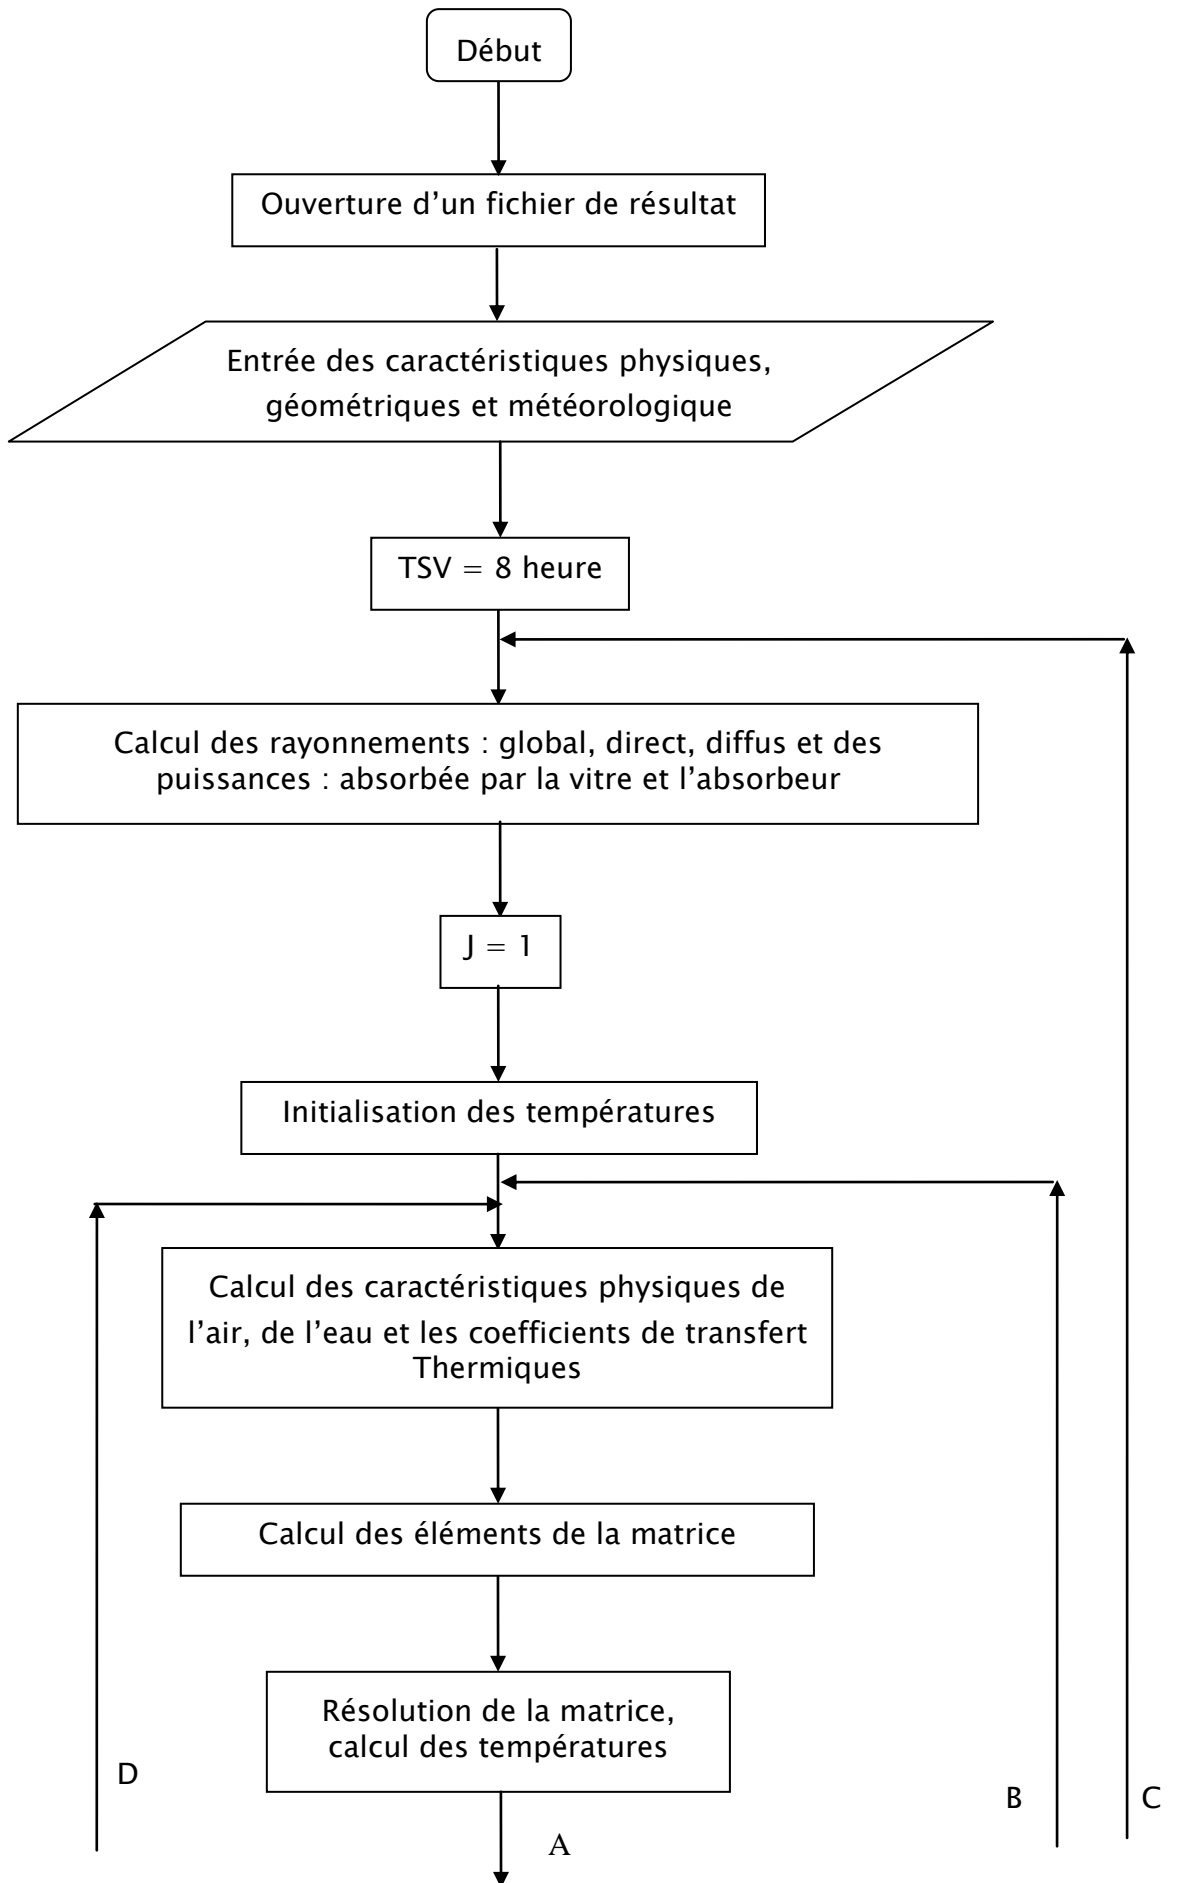 Début
Ouverture d’un fichier de résultat
Entrée des caractéristiques physiques,
géométriques et météorologique
TSV = 8 heure
Calcul des rayonnements : global, direct, diffus et des
puissances : absorbée par la vitre et l’absorbeur
J = 1
Initialisation des températures
Calcul des caractéristiques physiques de
l’air, de l’eau et les coefficients de transfert
Thermiques
Calcul des éléments de la matrice
Résolution de la matrice,
calcul des températures
D
B
C
A